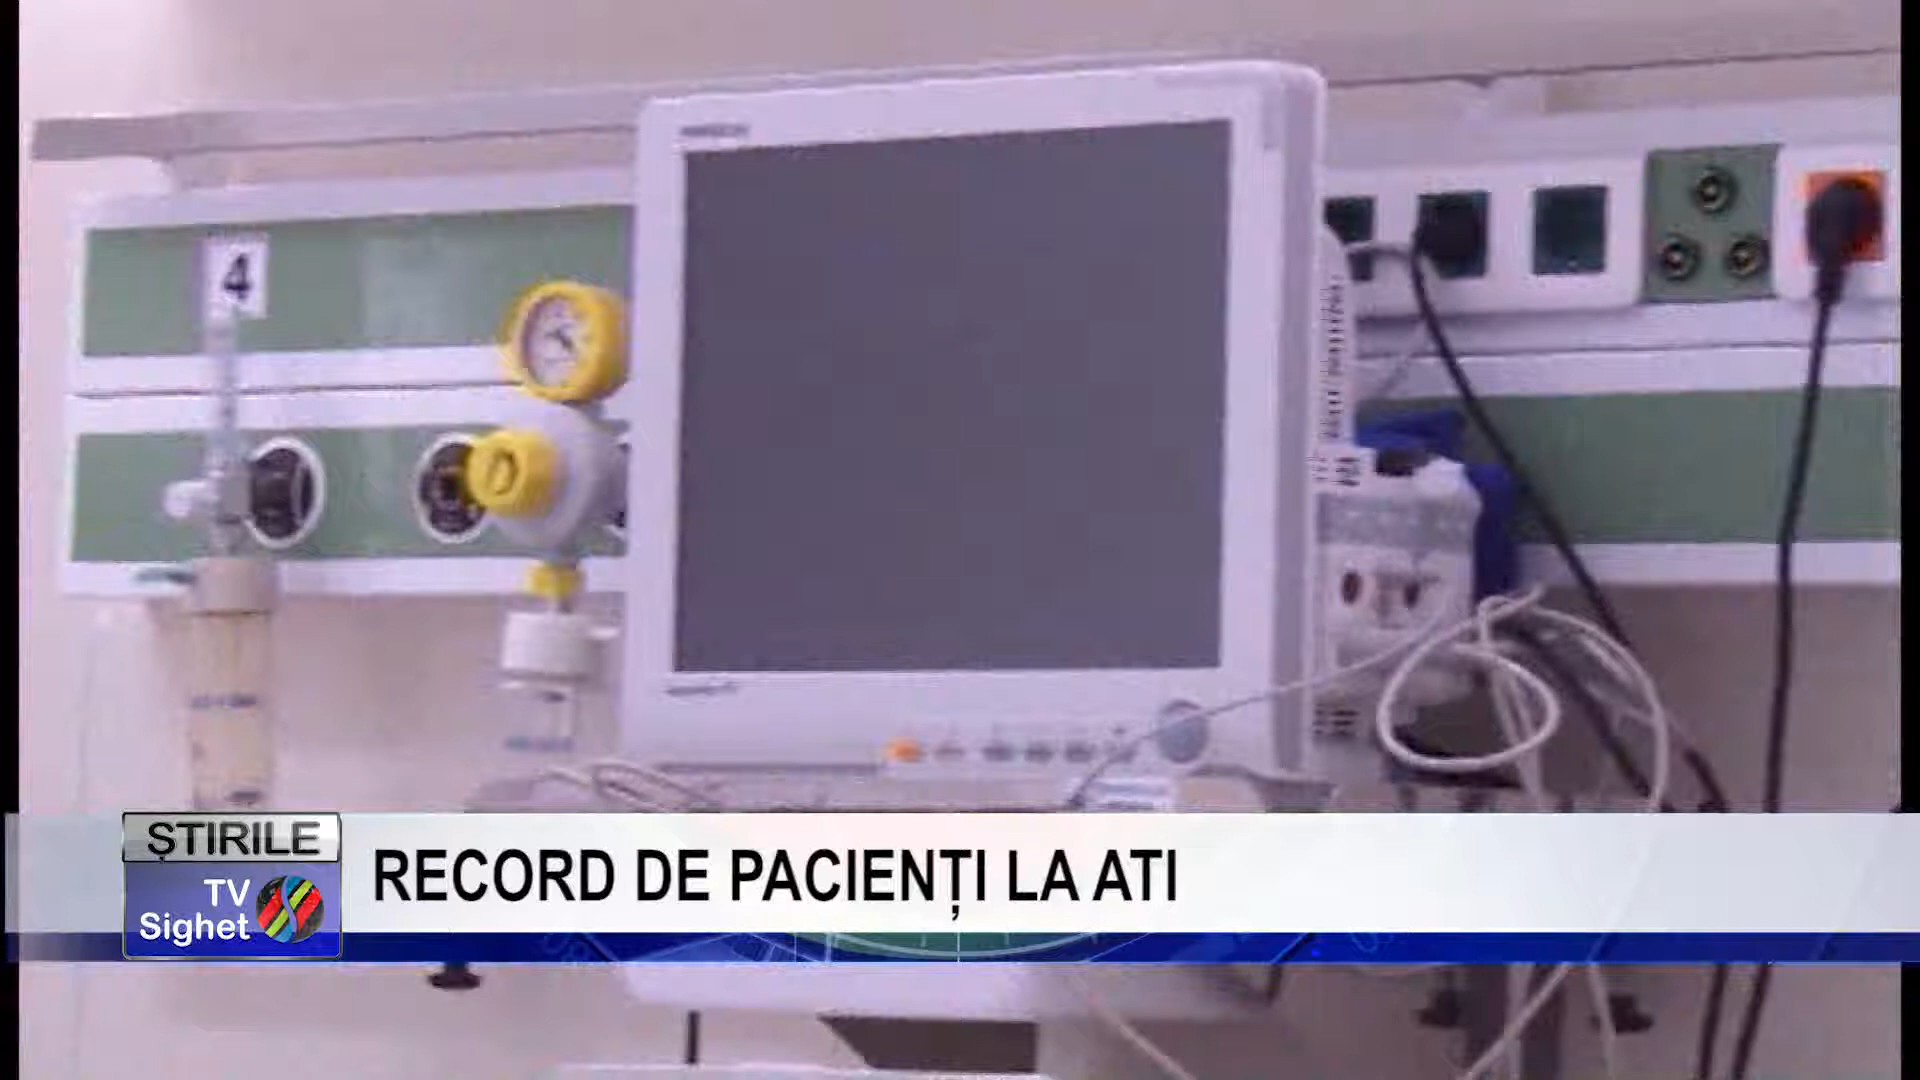 4
ȘTIRILE
TV
Sighet
RECORD DE PACIENȚI LA ATI